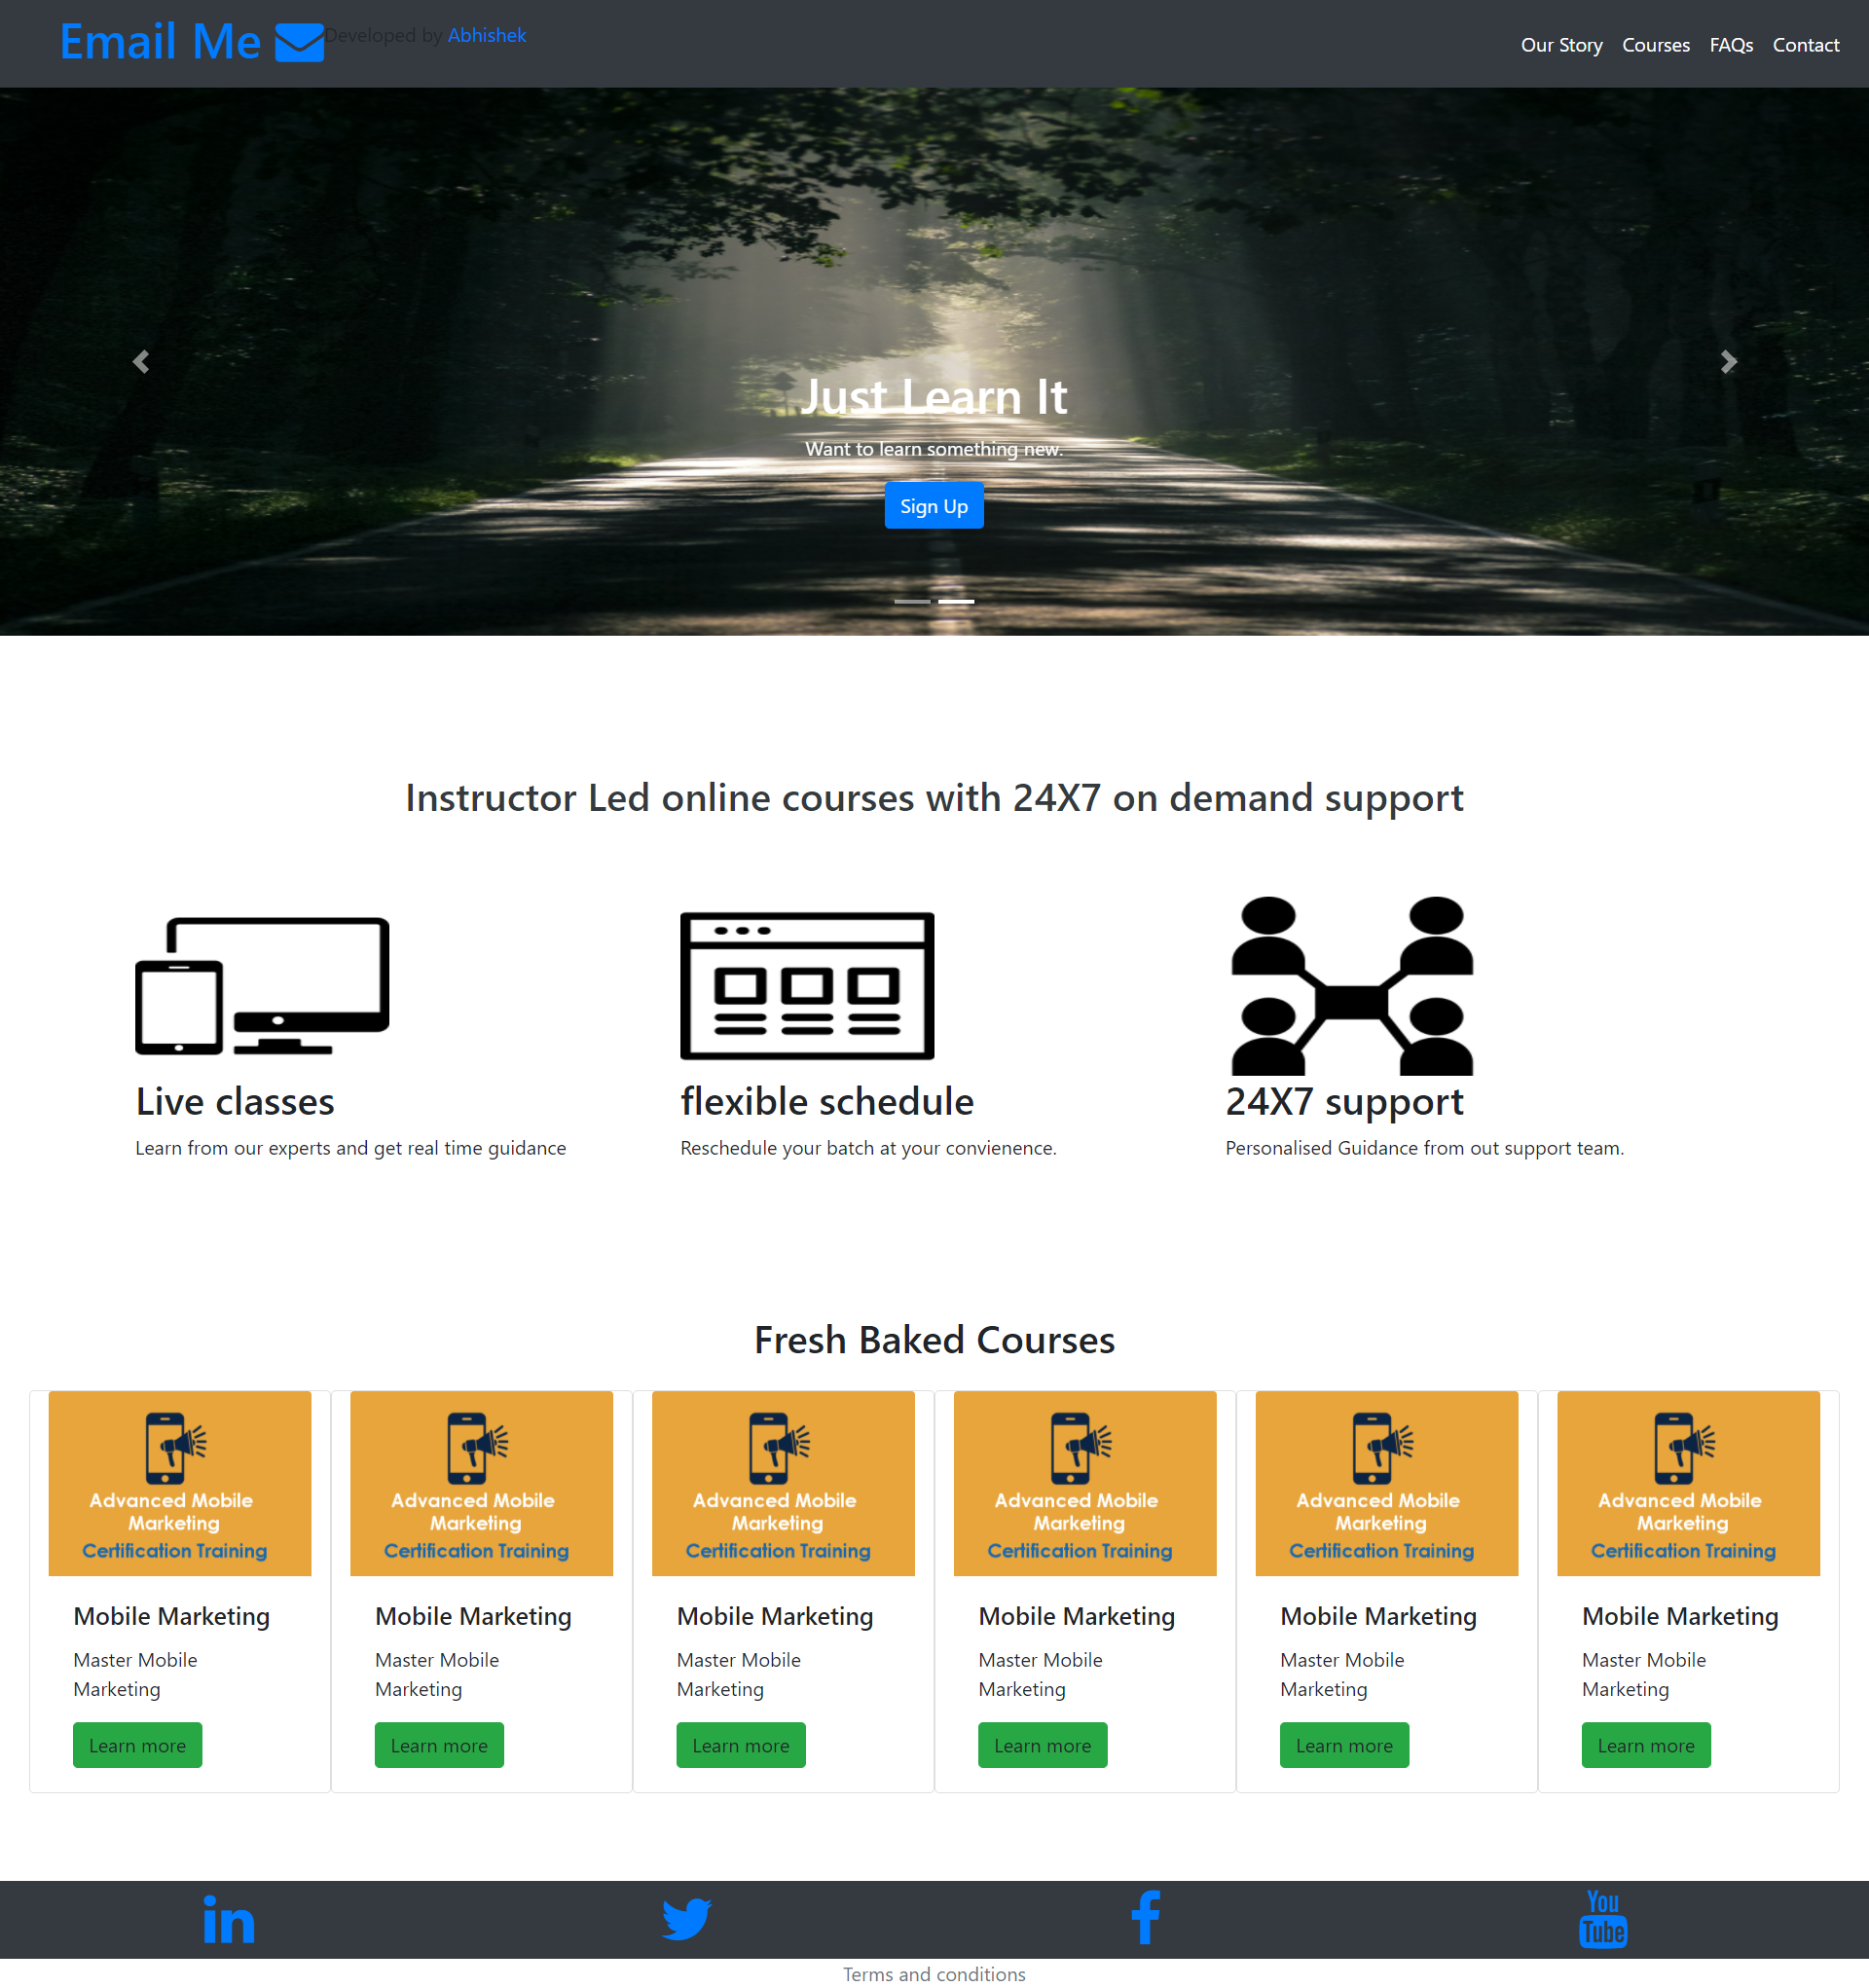 Email Me
Developed by Abhishek
Our Story Courses FAQs Contact
Just Learn It
Want to learn something new.
Sign Up
Instructor Led online courses with 24X7 on demand support
Live classes
Learn from our experts and get real time guidance
flexible schedule
Reschedule your batch at your convienence.
24X7 support
Personalised Guidance from out support team.
Fresh Baked Courses
Advanced Mobile
Marketing
Certification Training
Mobile Marketing
Master Mobile
Marketing
Learn more
Advanced Mobile
Marketing
Certification Training
Mobile Marketing
Master Mobile
Marketing
Learn more
Advanced Mobile
Marketing
Certification Training
Mobile Marketing
Master Mobile
Marketing
Learn more
Advanced Mobile
Marketing
Certification Training
Mobile Marketing
Master Mobile
Marketing
Learn more
Advanced Mobile
Marketing
Certification Training
Mobile Marketing
Master Mobile
Marketing
Learn more
Advanced Mobile
Marketing
Certification Training
Mobile Marketing
Master Mobile
Marketing
Learn more
in
You
Tube
Terms and conditions